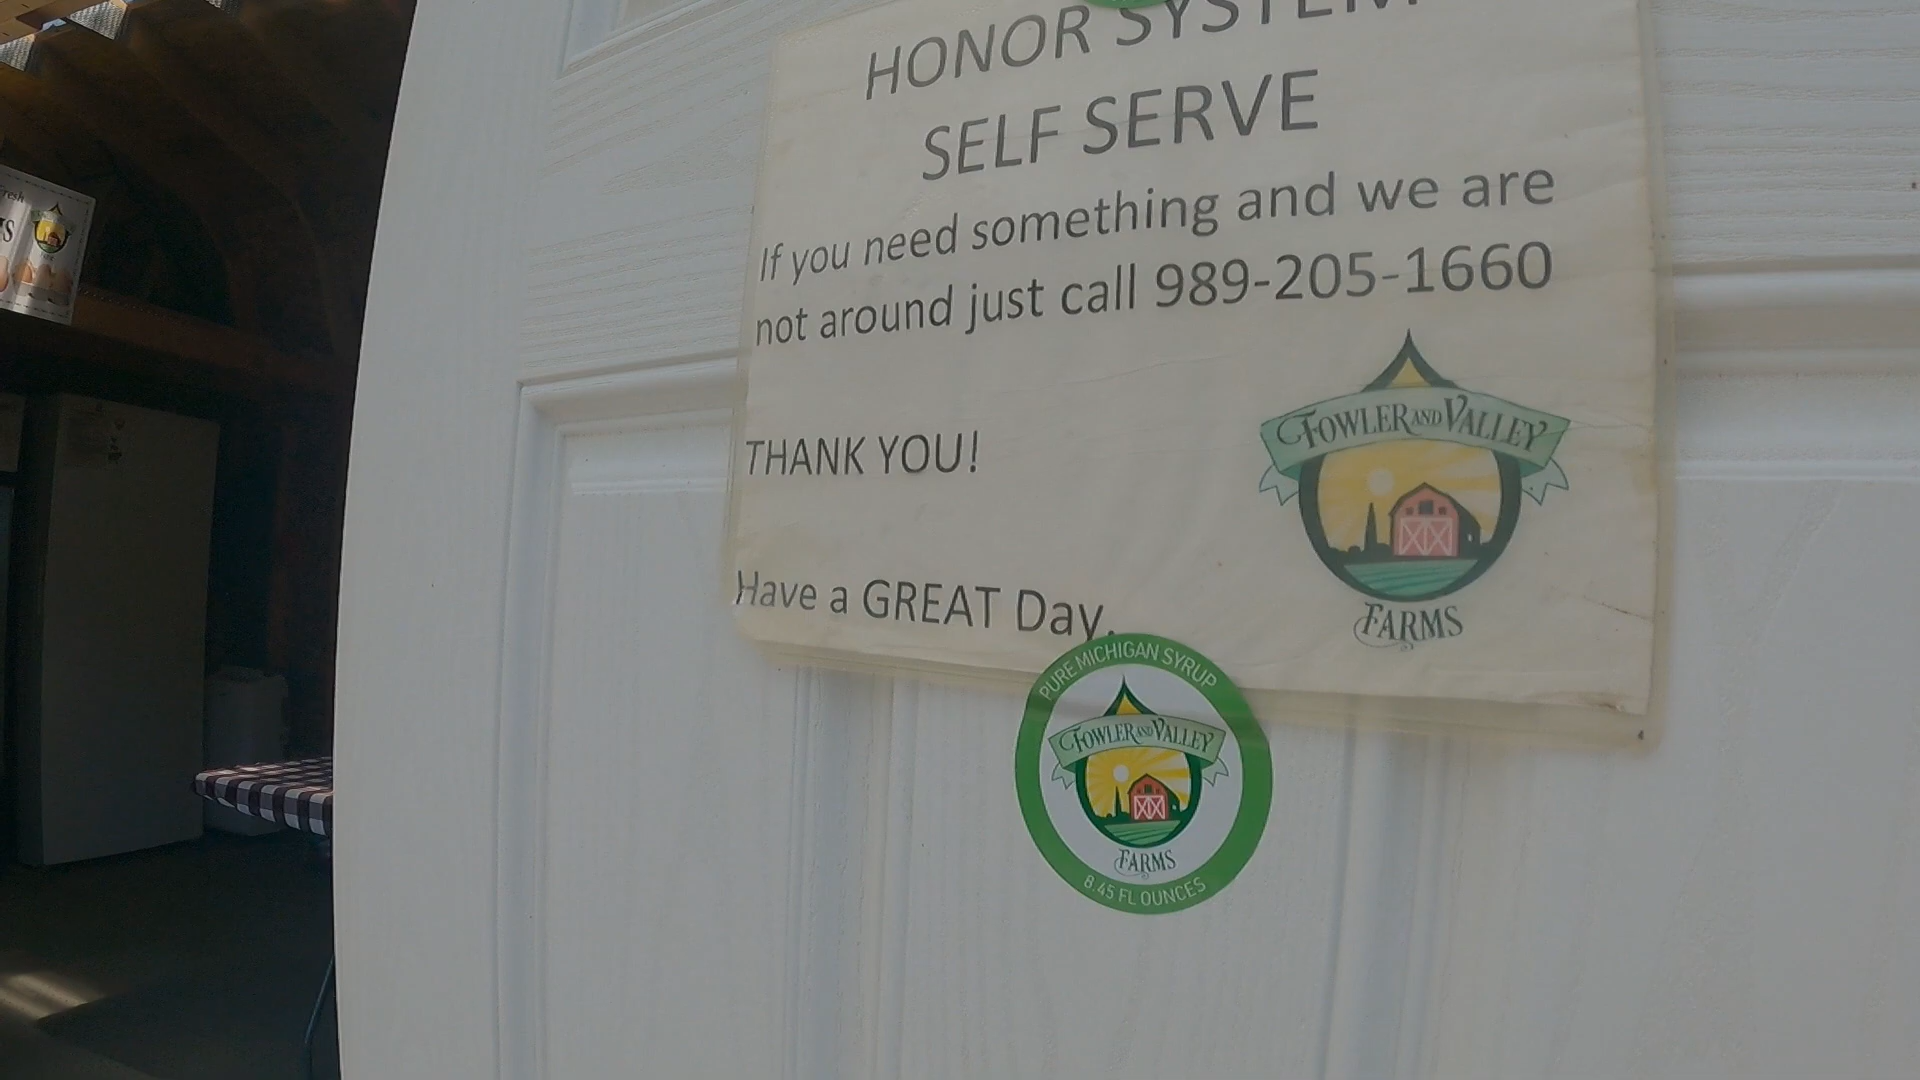 HONOR SYSTEM
SELF SERVE
If you need something and we are
not around just call 989-205-1660
THANK YOU!
Have a GREAT Day.
FOWLER AND VALLEY
FARMS
PURE MICHIGAN SYRUP
FOWLER AND VALLEY
FARMS
8.45 FL OUNCES